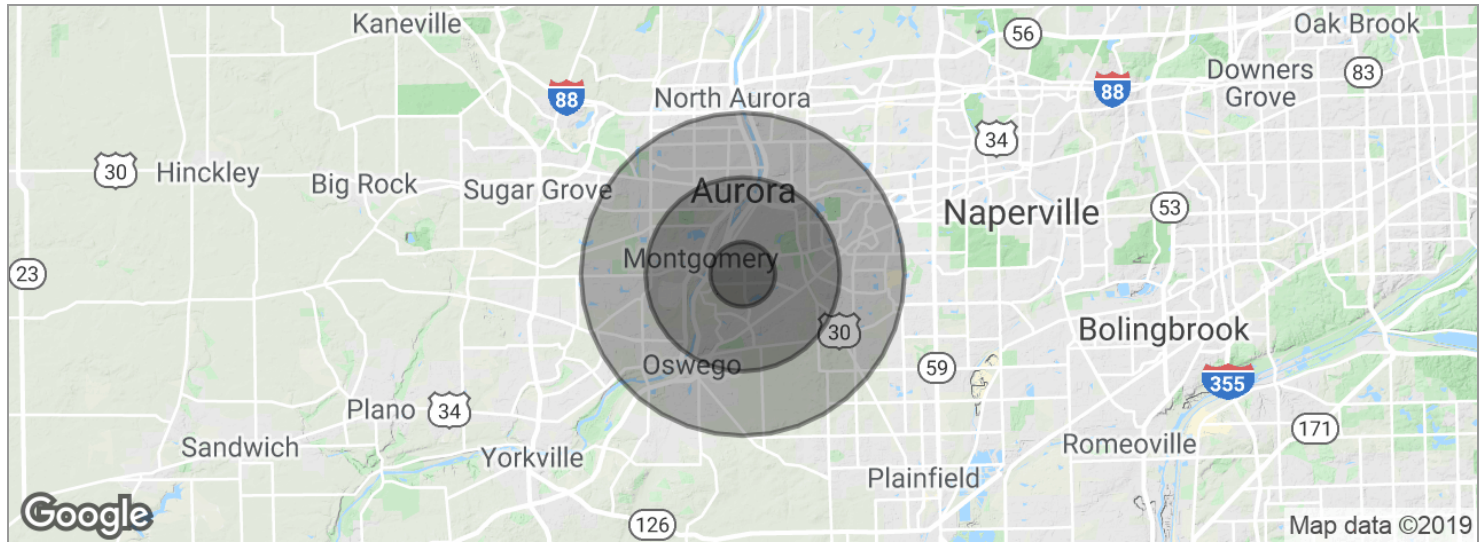 Kaneville
56
Oak Brook
88
North Aurora
88
Downers
Grove
83
34
30
Hinckley
Big Rock
Sugar Grove
Aurora
Naperville
53
Montgomery
23
30
Bolingbrook
Oswego
59
355
Plano
34
171
Sandwich
Yorkville
Romeoville
Plainfield
Google
126
Map data ©2019